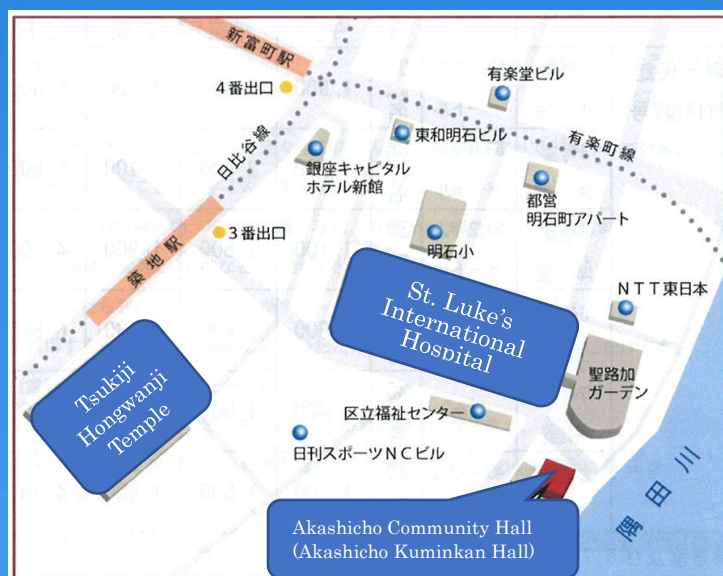 新富町駅
4番出口
有楽堂ビル
東和明石ビル
有楽町線
日比谷線
銀座キャピタル
ホテル新館
都営
明石町アパート
3番出口
明石小
築地駅
NTT東日本
St. Luke's
International
Hospital
聖路加
ガーデン
Tsukiji
Hongwanji
Temple
区立福祉センター
日刊スポーツNCビル
隅田川
Akashicho Community Hall
(Akashicho Kuminkan Hall)